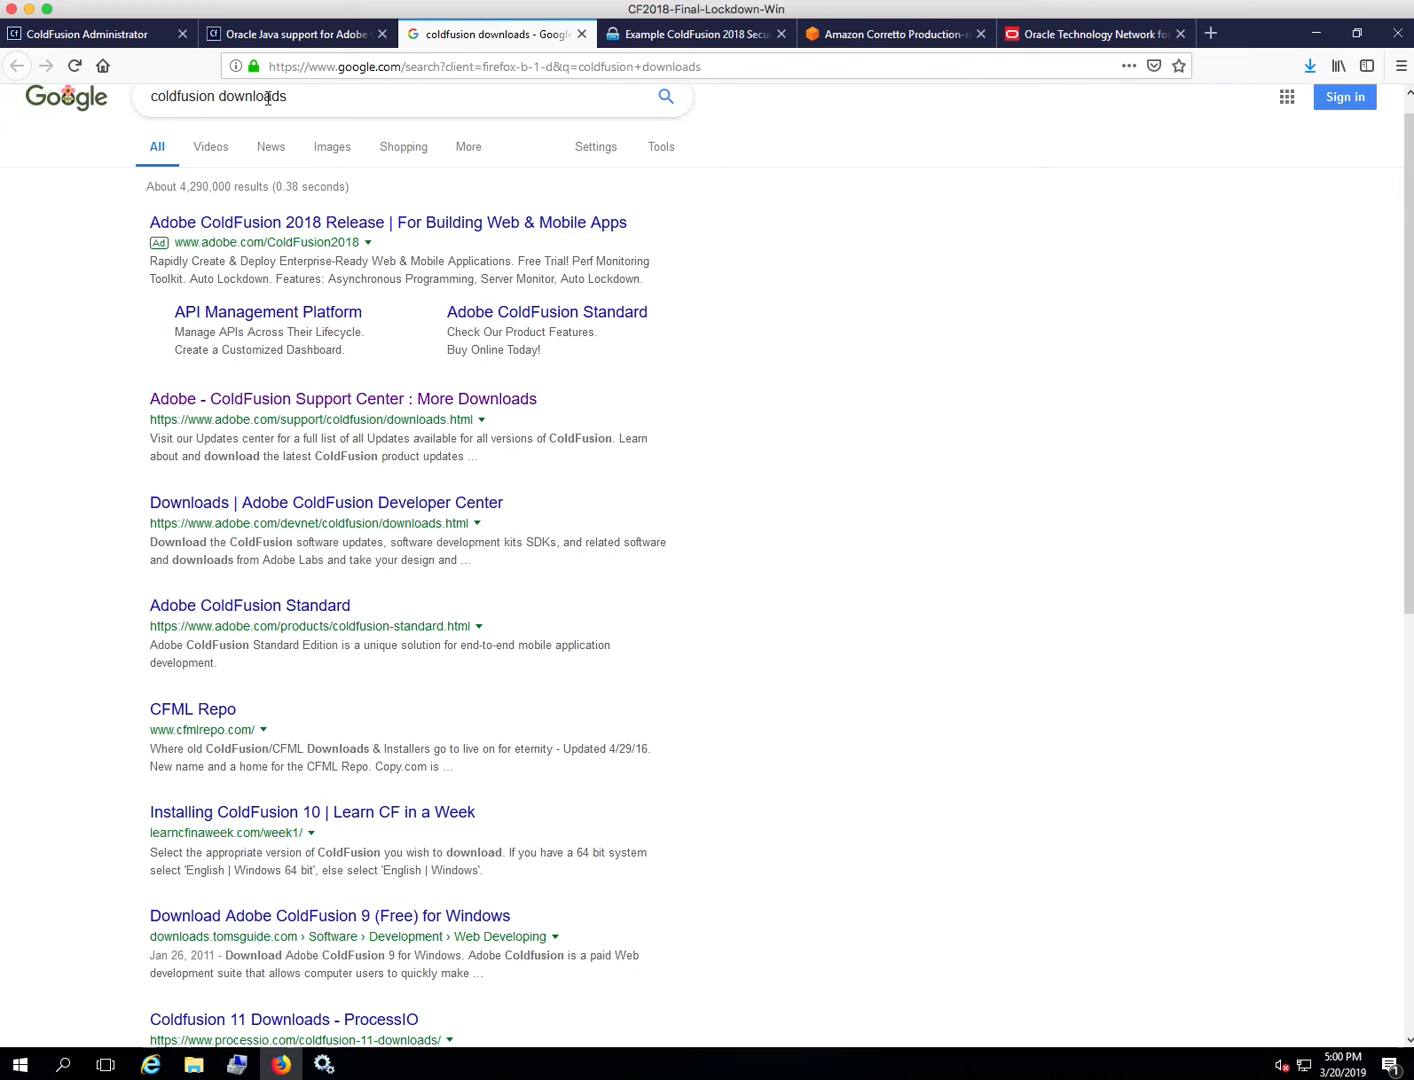 CF2018-Final-Lockdown-Win
ColdFusion Administrator
Oracle Java support for Adobe
coldfusion downloads - Google
Example ColdFusion 2018 Secu
Amazon Corretto Production-r
Oracle Technology Network fo
https://www.google.com/search?client=firefox-b-1-d&q=coldfusion+downloads
Google
coldfusion downloads
Sign in
All Videos News Images Shopping More Settings Tools
About 4,290,000 results (0.38 seconds)
Adobe ColdFusion 2018 Release | For Building Web & Mobile Apps
Ad www.adobe.com/ColdFusion2018
Rapidly Create & Deploy Enterprise-Ready Web & Mobile Applications. Free Trial! Perf Monitoring
Toolkit. Auto Lockdown. Features: Asynchronous Programming, Server Monitor, Auto Lockdown.
API Management Platform
Manage APIs Across Their Lifecycle.
Create a Customized Dashboard.
Adobe ColdFusion Standard
Check Our Product Features.
Buy Online Today!
Adobe - ColdFusion Support Center : More Downloads
https://www.adobe.com/support/coldfusion/downloads.html
Visit our Updates center for a full list of all Updates available for all versions of ColdFusion. Learn
about and download the latest ColdFusion product updates ...
Downloads | Adobe ColdFusion Developer Center
https://www.adobe.com/devnet/coldfusion/downloads.html
Download the ColdFusion software updates, software development kits SDKs, and related software
and downloads from Adobe Labs and take your design and ...
Adobe ColdFusion Standard
https://www.adobe.com/products/coldfusion-standard.html
Adobe ColdFusion Standard Edition is a unique solution for end-to-end mobile application
development.
CFML Repo
www.cfmlrepo.com/
Where old ColdFusion/CFML Downloads & Installers go to live on for eternity - Updated 4/29/16.
New name and a home for the CFML Repo. Copy.com is ...
Installing ColdFusion 10 | Learn CF in a Week
learncfinaweek.com/week1/
Select the appropriate version of ColdFusion you wish to download. If you have a 64 bit system
select 'English | Windows 64 bit', else select 'English | Windows'.
Download Adobe ColdFusion 9 (Free) for Windows
downloads.tomsguide.com › Software › Development › Web Developing
Jan 26, 2011 - Download Adobe ColdFusion 9 for Windows. Adobe Coldfusion is a paid Web
development suite that allows computer users to quickly make ...
Coldfusion 11 Downloads - ProcessIO
https://www.processio.com/coldfusion-11-downloads/
5:00 PM
3/20/2019
1